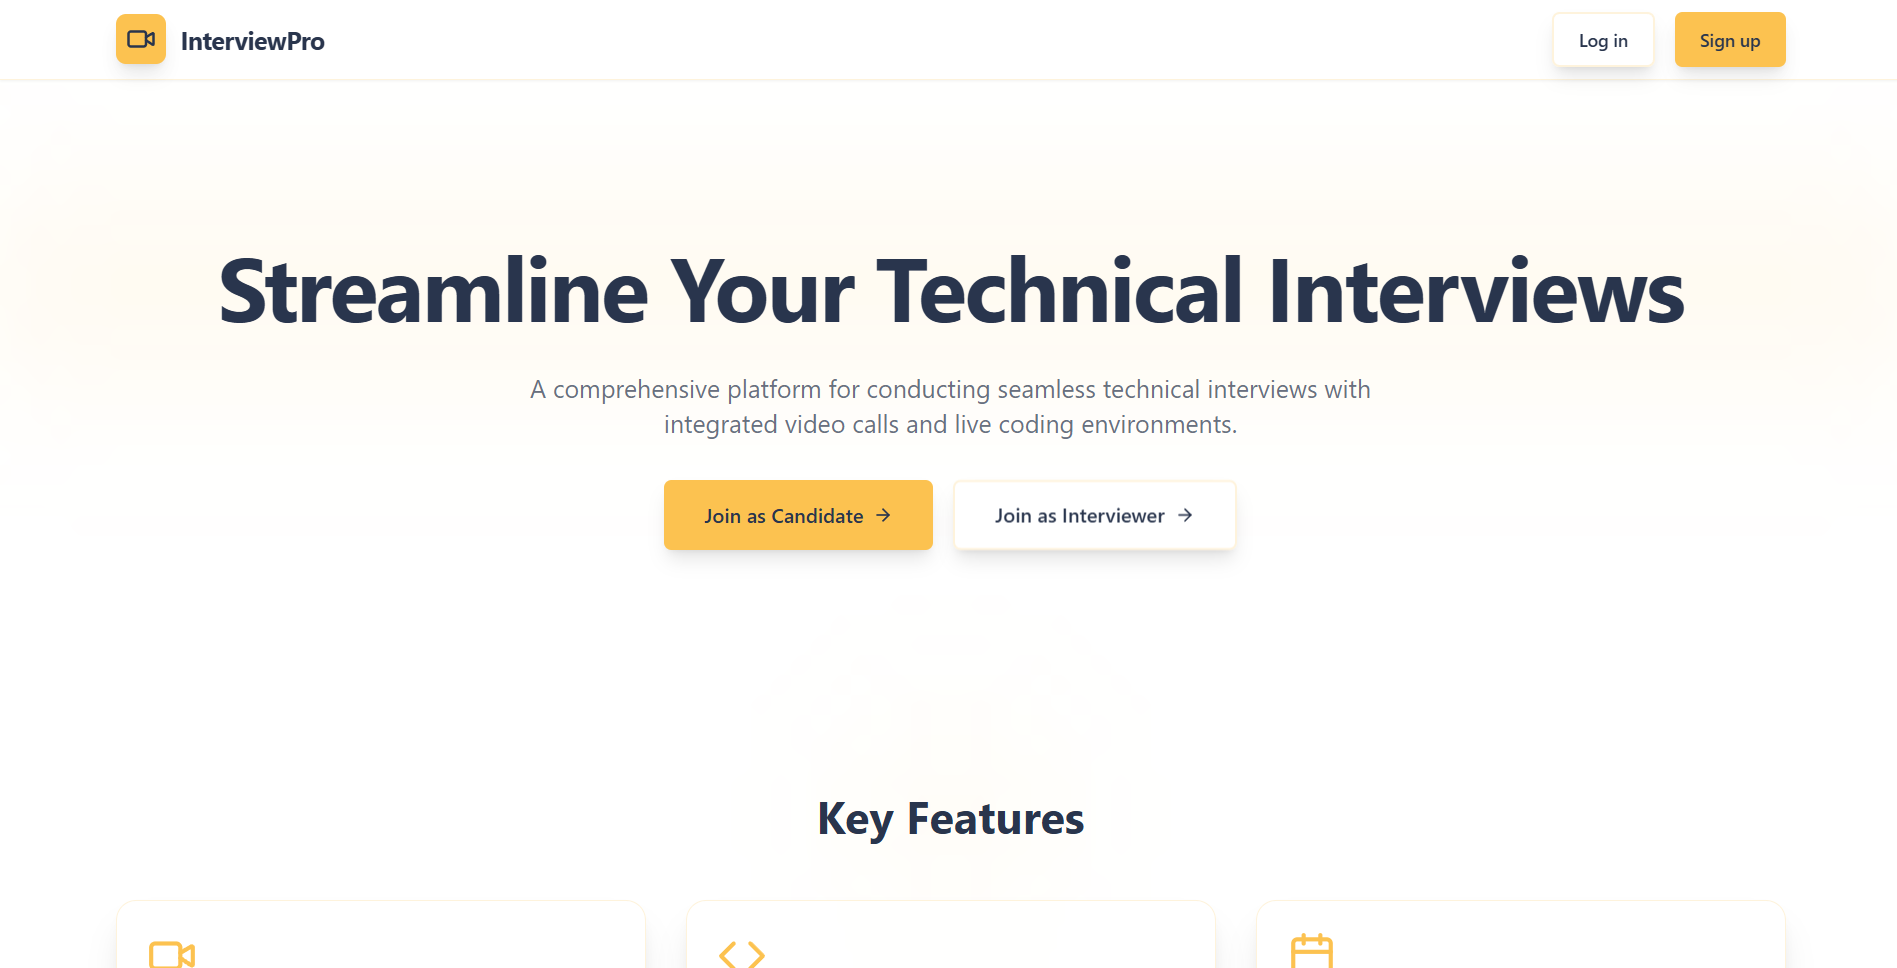 InterviewPro
Log in
Sign up
Streamline Your Technical Interviews
A comprehensive platform for conducting seamless technical interviews with
integrated video calls and live coding environments.
Join as Candidate →
Join as Interviewer →
Key Features